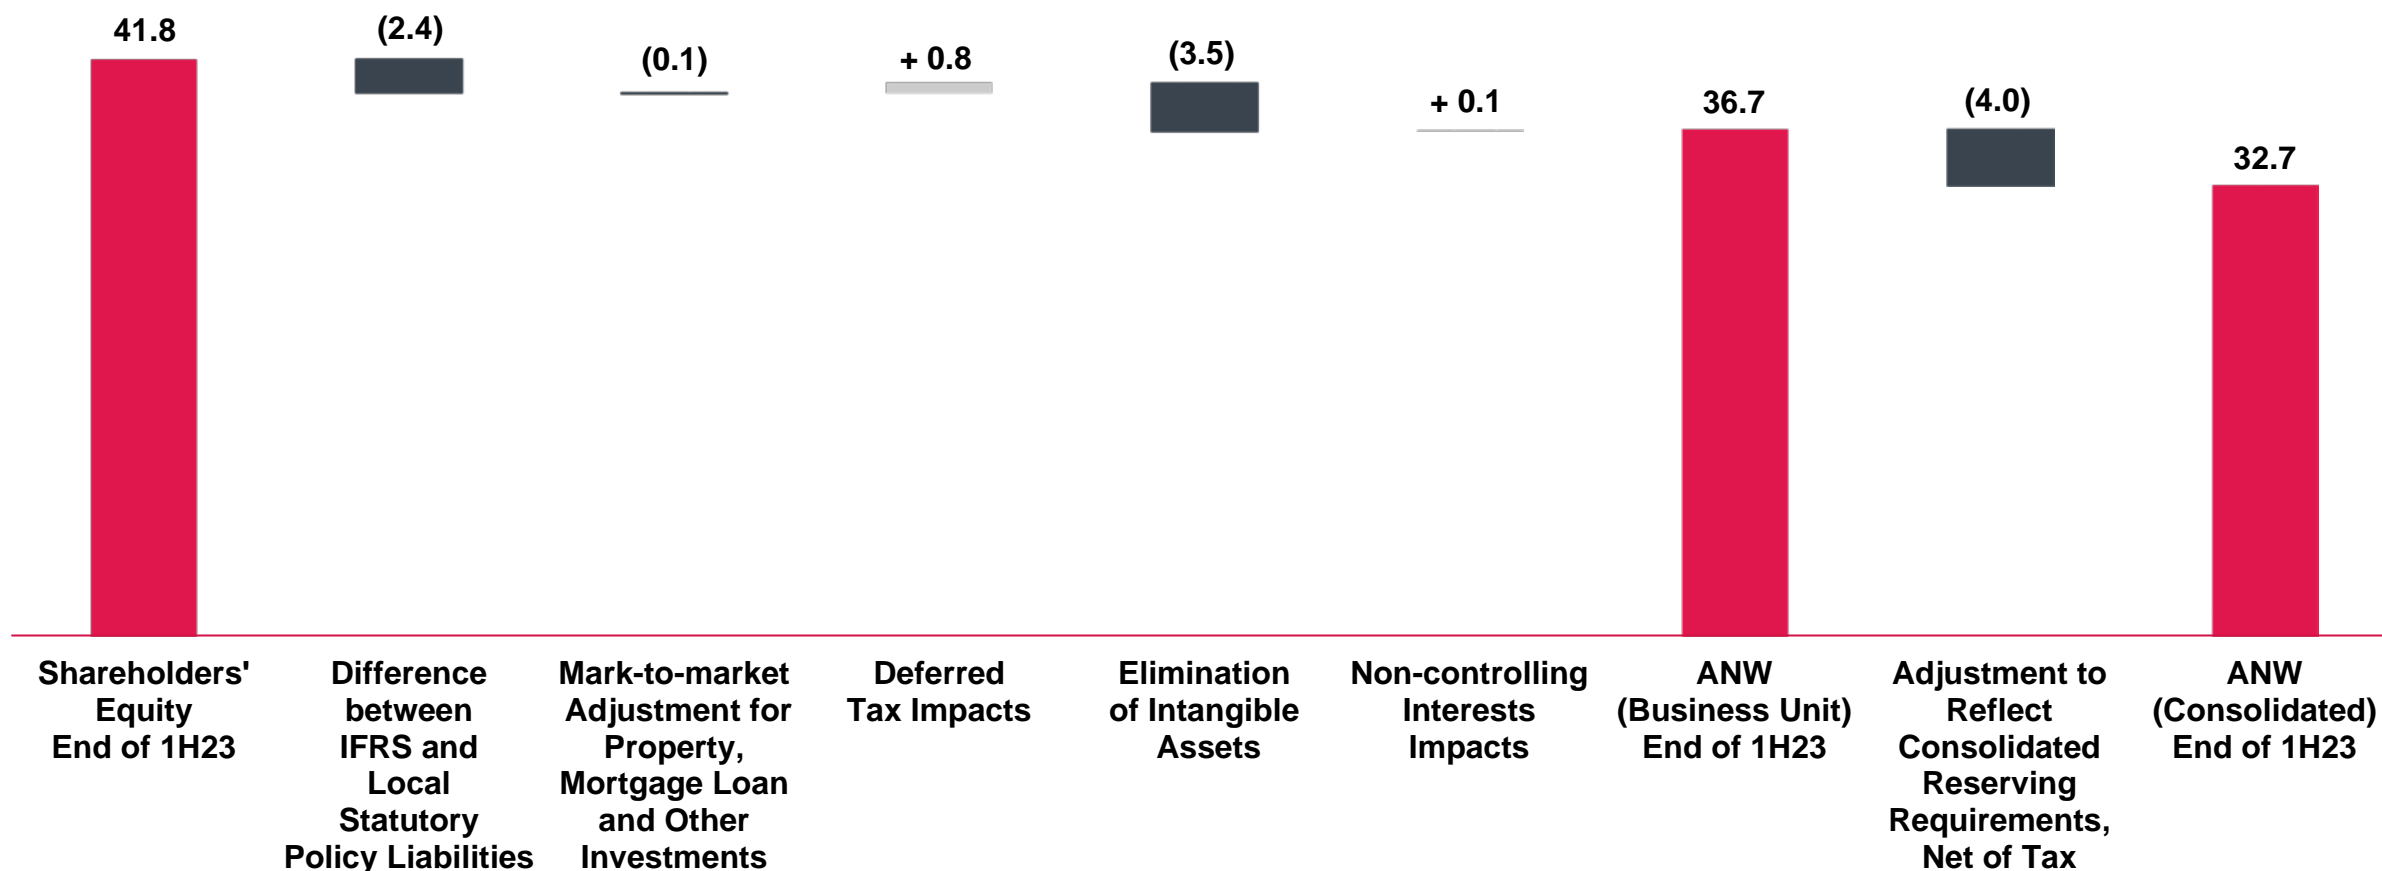 41.8
(2.4)
(0.1)
+ 0.8
(3.5)
+ 0.1
36.7
(4.0)
32.7
Shareholders'
Equity
End of 1H23
Difference
between
IFRS and
Local
Statutory
Policy Liabilities
Mark-to-market
Adjustment for
Property,
Mortgage Loan
and Other
Investments
Deferred
Tax Impacts
Elimination
of Intangible
Assets
Non-controlling
Interests
Impacts
ANW
(Business Unit)
End of 1H23
Adjustment to
Reflect
Consolidated
Reserving
Requirements,
Net of Tax
ANW
(Consolidated)
End of 1H23